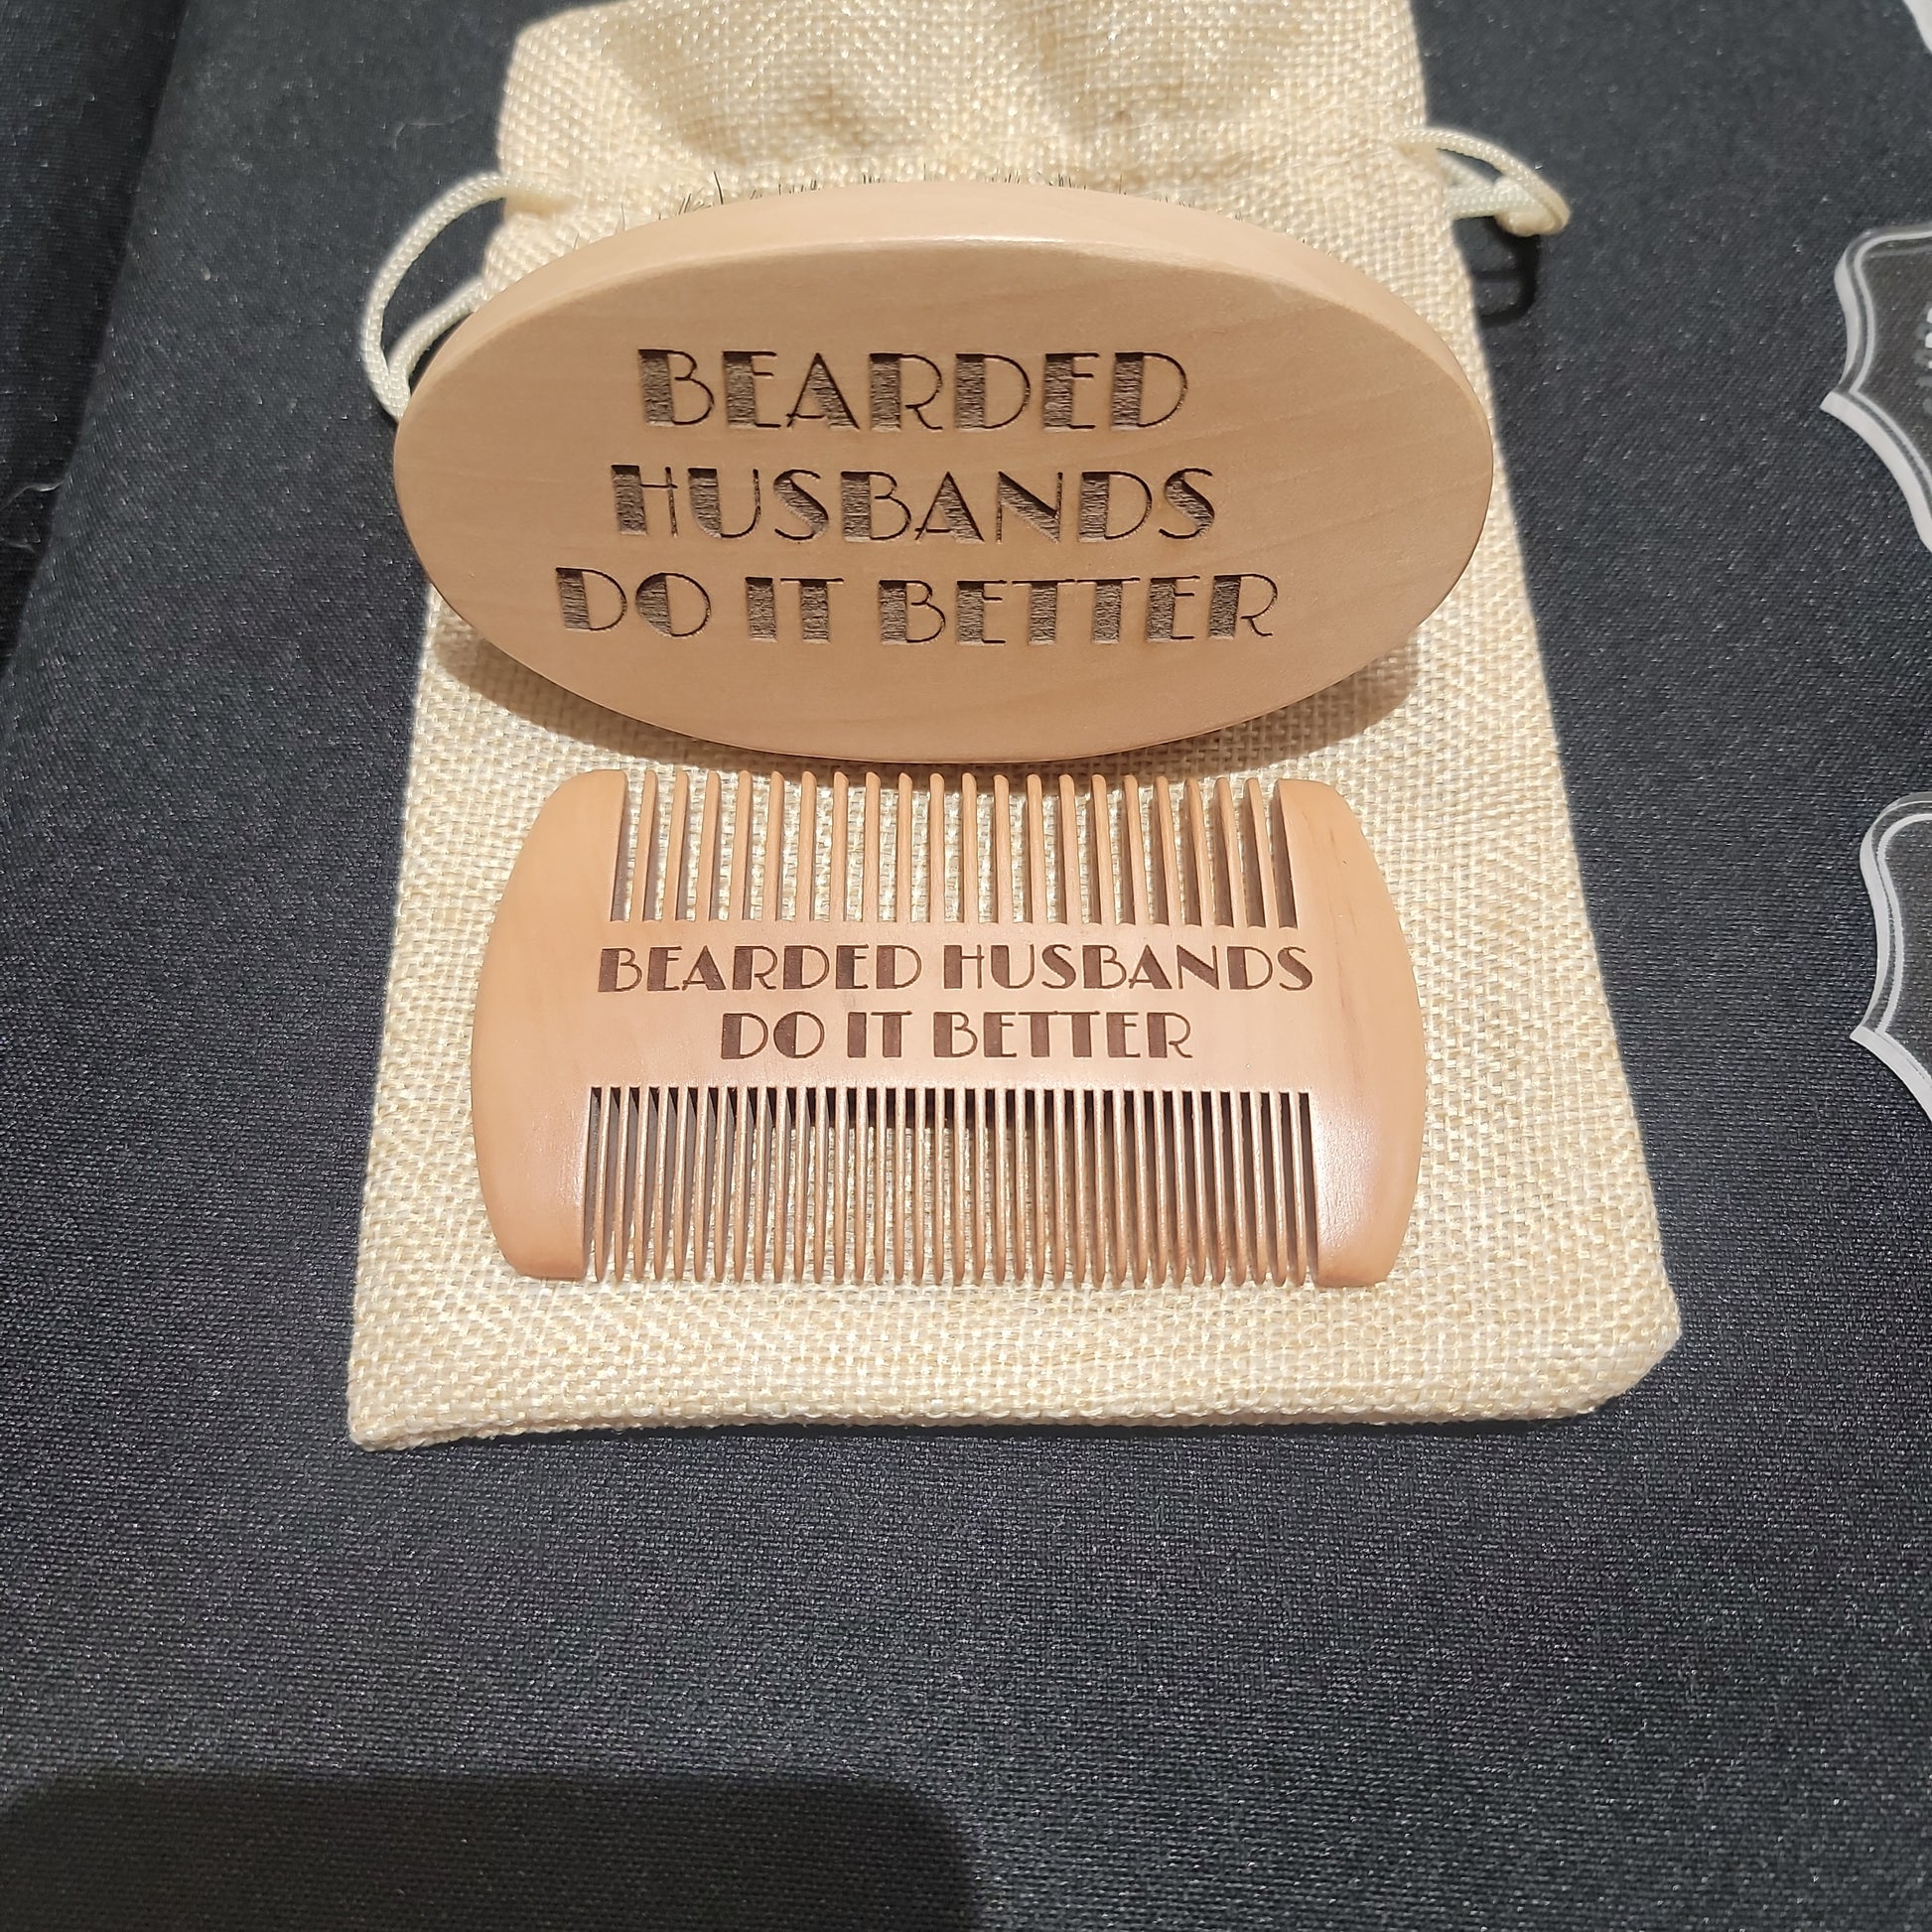 BEARDED
HUSBANDS
DO IT BETTER
BEARDED HUSBANDS
DO IT BETTER